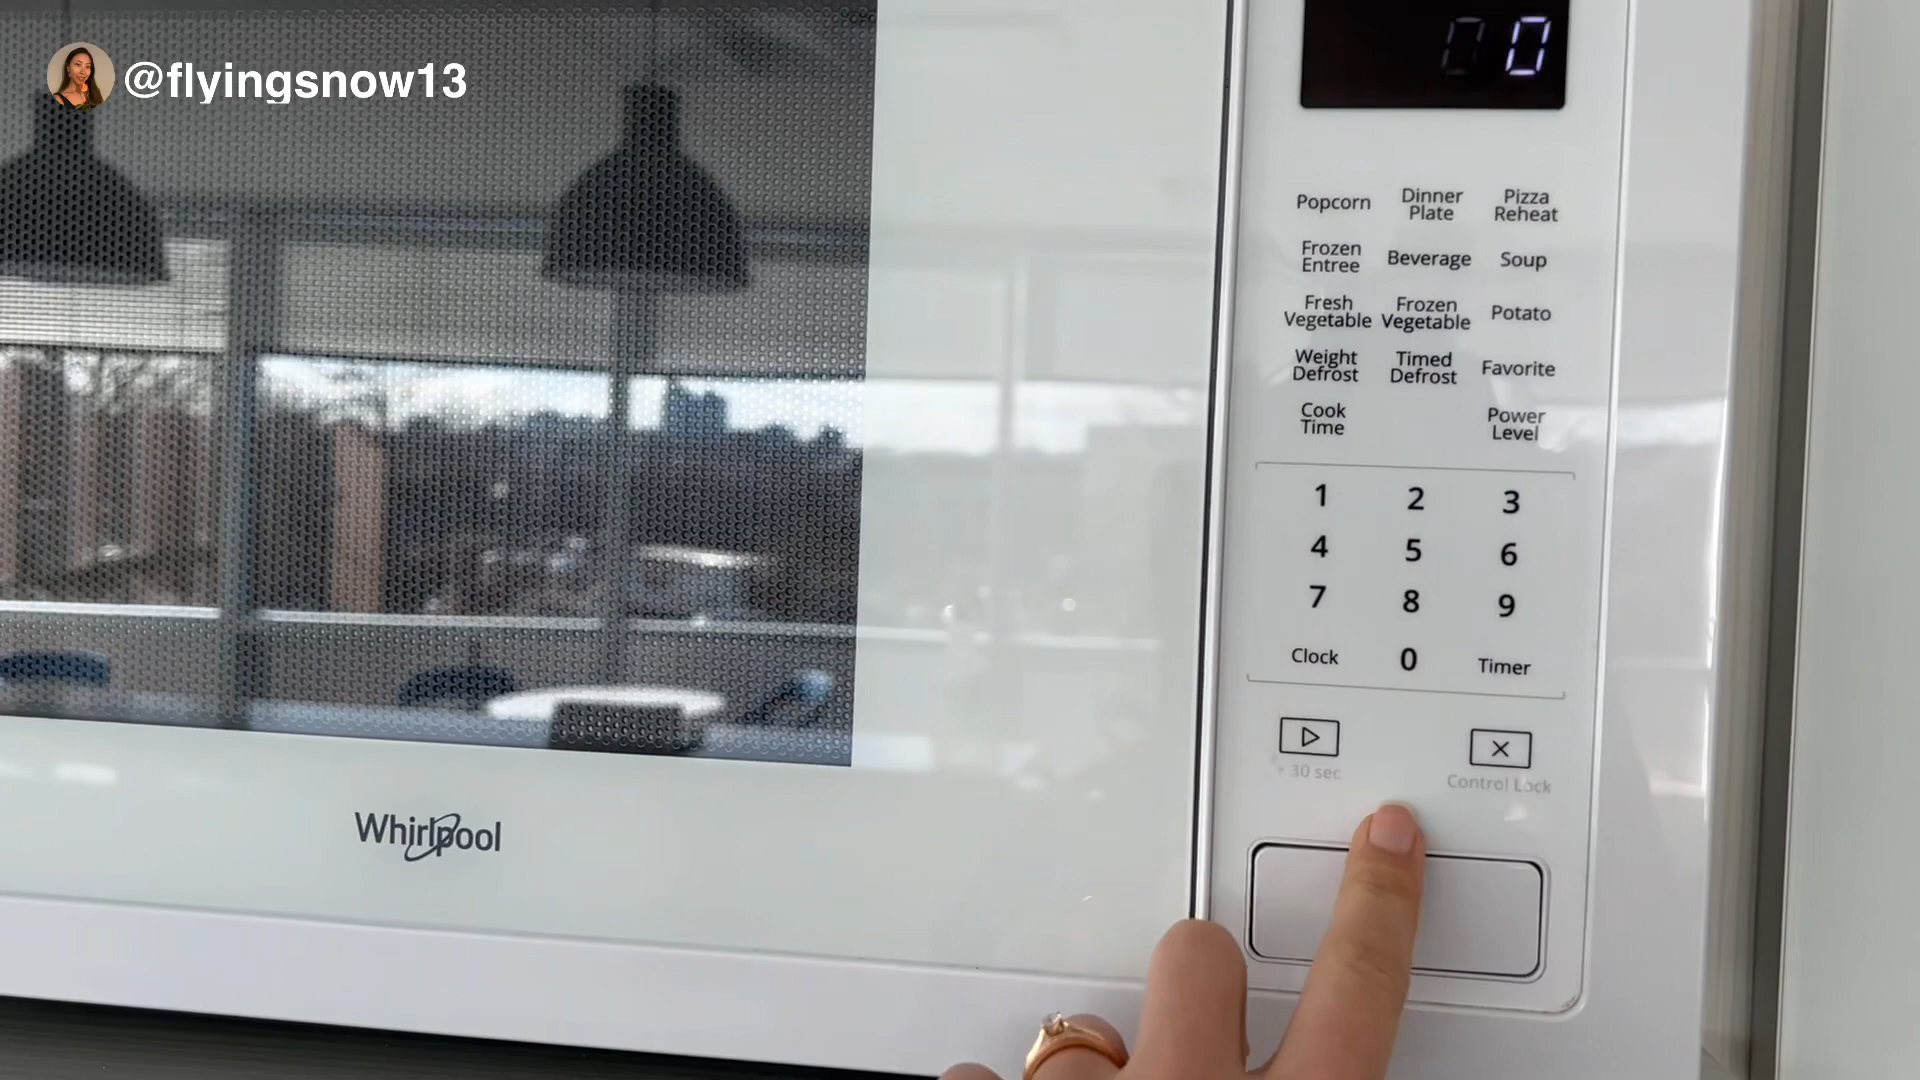 @flyingsnow13
0 0
Popcorn
Dinner
Plate
Pizza
Reheat
Frozen
Entree
Beverage
Soup
Fresh
Vegetable
Frozen
Vegetable
Potato
Weight
Defrost
Timed
Defrost
Favorite
Cook
Time
Power
Level
1 2 3
4 5 6
7 8 9
Clock 0 Timer
+ 30 sec
Control Lock
Whirlpool